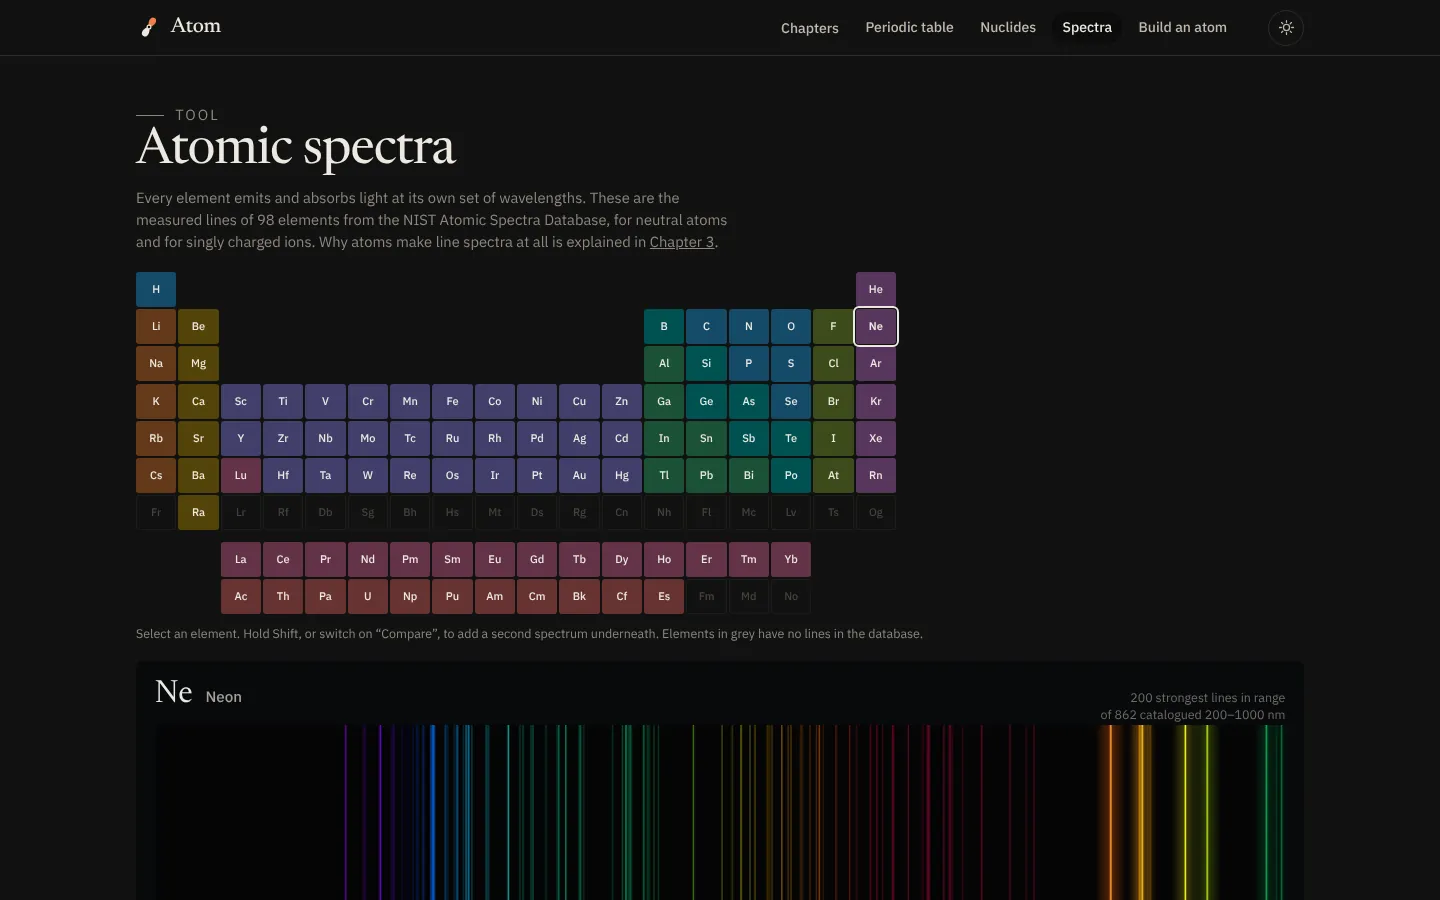 Atom
Chapters Periodic table Nuclides Spectra Build an atom
TOOL
Atomic spectra
Every element emits and absorbs light at its own set of wavelengths. These are the
measured lines of 98 elements from the NIST Atomic Spectra Database, for neutral atoms
and for singly charged ions. Why atoms make line spectra at all is explained in Chapter 3.
H He
Li Be B C N O F Ne
Na Mg Al Si P S Cl Ar
K Ca Sc Ti V Cr Mn Fe Co Ni Cu Zn Ga Ge As Se Br Kr
Rb Sr Y Zr Nb Mo Tc Ru Rh Pd Ag Cd In Sn Sb Te I Xe
Cs Ba Lu Hf Ta W Re Os Ir Pt Au Hg Tl Pb Bi Po At Rn
Fr Ra Lr Rf Db Sg Bh Hs Mt Ds Rg Cn Nh Fl Mc Lv Ts Og
La Ce Pr Nd Pm Sm Eu Gd Tb Dy Ho Er Tm Yb
Ac Th Pa U Np Pu Am Cm Bk Cf Es Fm Md No
Select an element. Hold Shift, or switch on “Compare”, to add a second spectrum underneath. Elements in grey have no lines in the database.
Ne Neon
200 strongest lines in range
of 862 catalogued 200–1000 nm